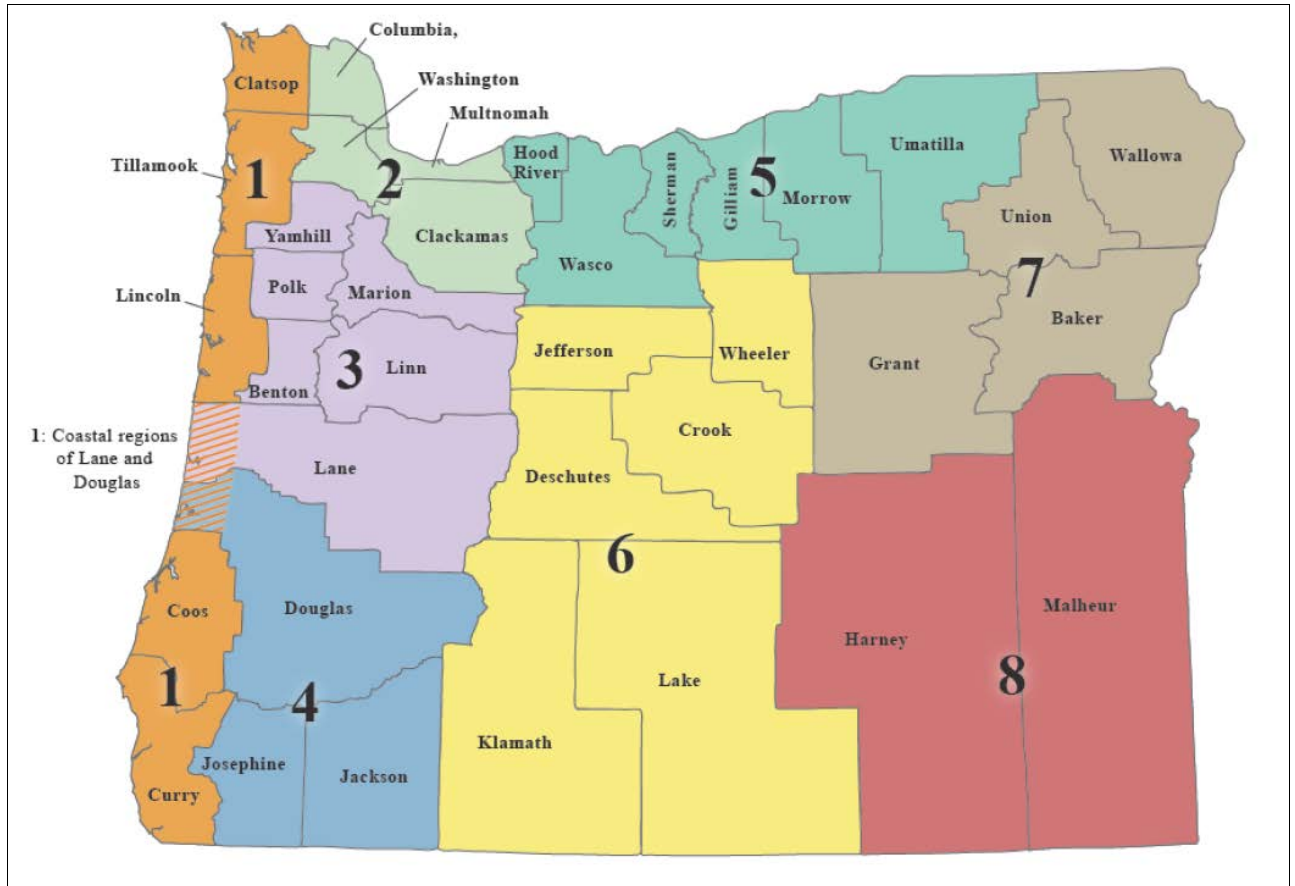 Columbia,
Clatsop
Washington
Multnomah
Tillamook
1
2
Hood
River
Sherman
Gilliam
5
Morrow
Umatilla
Wallowa
Union
Yamhill
Clackamas
Wasco
7
Lincoln
Polk
Marion
Baker
Jefferson
Wheeler
Grant
3
Linn
Benton
Crook
1: Coastal regions
of Lane and
Douglas
Lane
Deschutes
6
Coos
Douglas
Malheur
Harney
1
4
Lake
8
Klamath
Josephine
Jackson
Curry